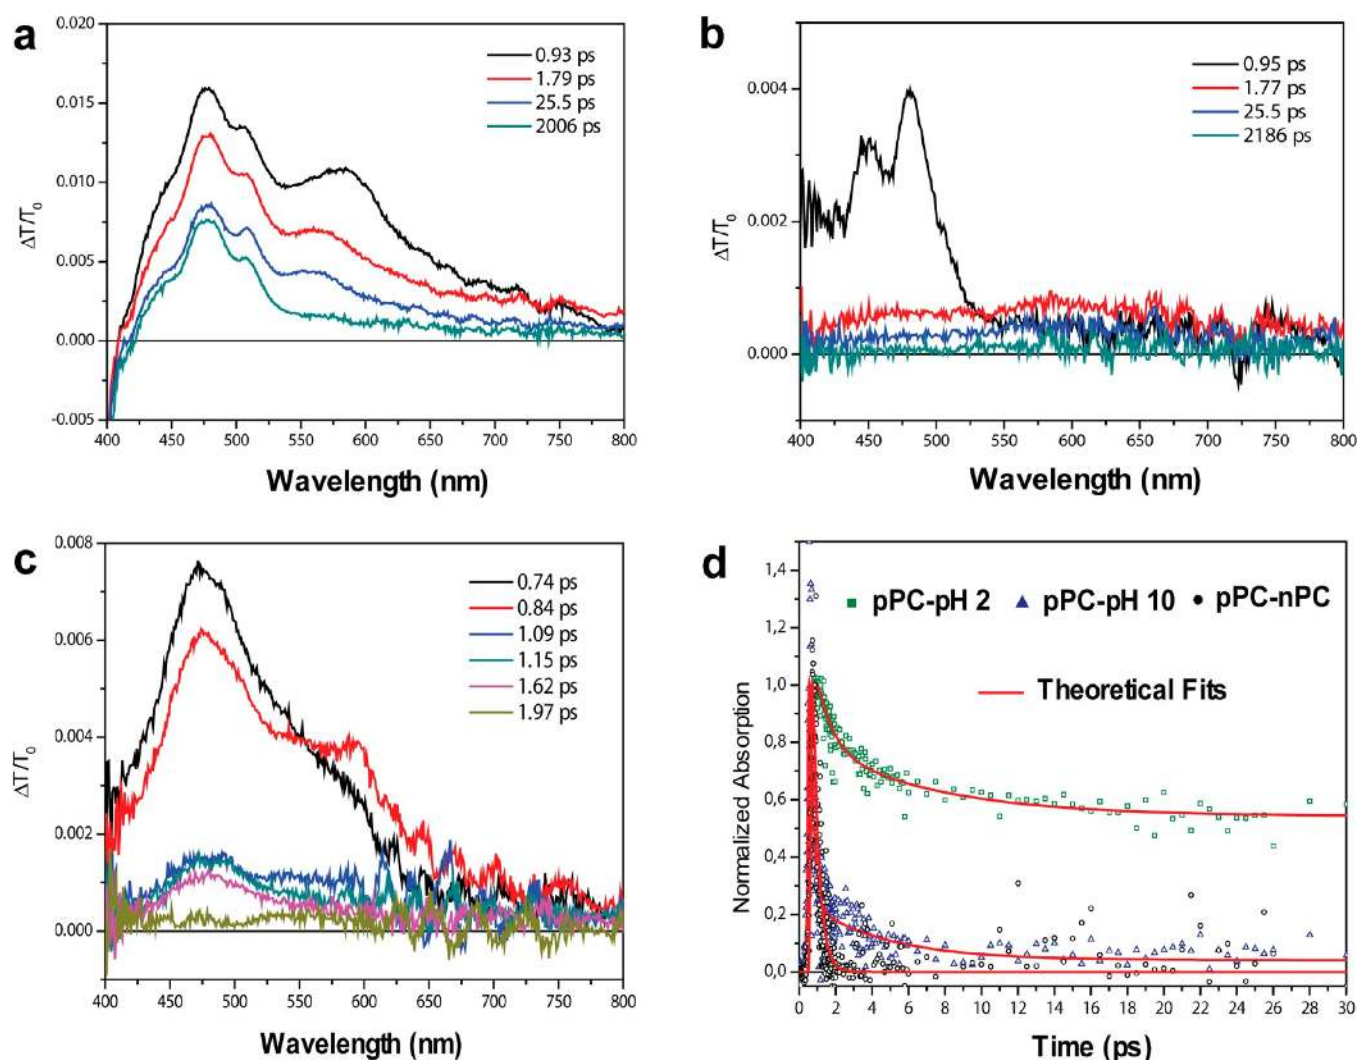 a
0.020
0.015
0.010
0.005
0.000
-0.005
ΔT/T0
0.93 ps
1.79 ps
25.5 ps
2006 ps
400 450 500 550 600 650 700 750 800
Wavelength (nm)
b
0.004
0.002
0.000
ΔT/T0
0.95 ps
1.77 ps
25.5 ps
2186 ps
400 450 500 550 600 650 700 750 800
Wavelength (nm)
c
0.008
0.006
0.004
0.002
0.000
ΔT/T0
0.74 ps
0.84 ps
1.09 ps
1.15 ps
1.62 ps
1.97 ps
400 450 500 550 600 650 700 750 800
Wavelength (nm)
d
1,4
1,2
1,0
0,8
0,6
0,4
0,2
0,0
Normalized Absorption
pPC-pH 2 pPC-pH 10 pPC-nPC
Theoretical Fits
0 2 4 6 8 10 12 14 16 18 20 22 24 26 28 30
Time (ps)